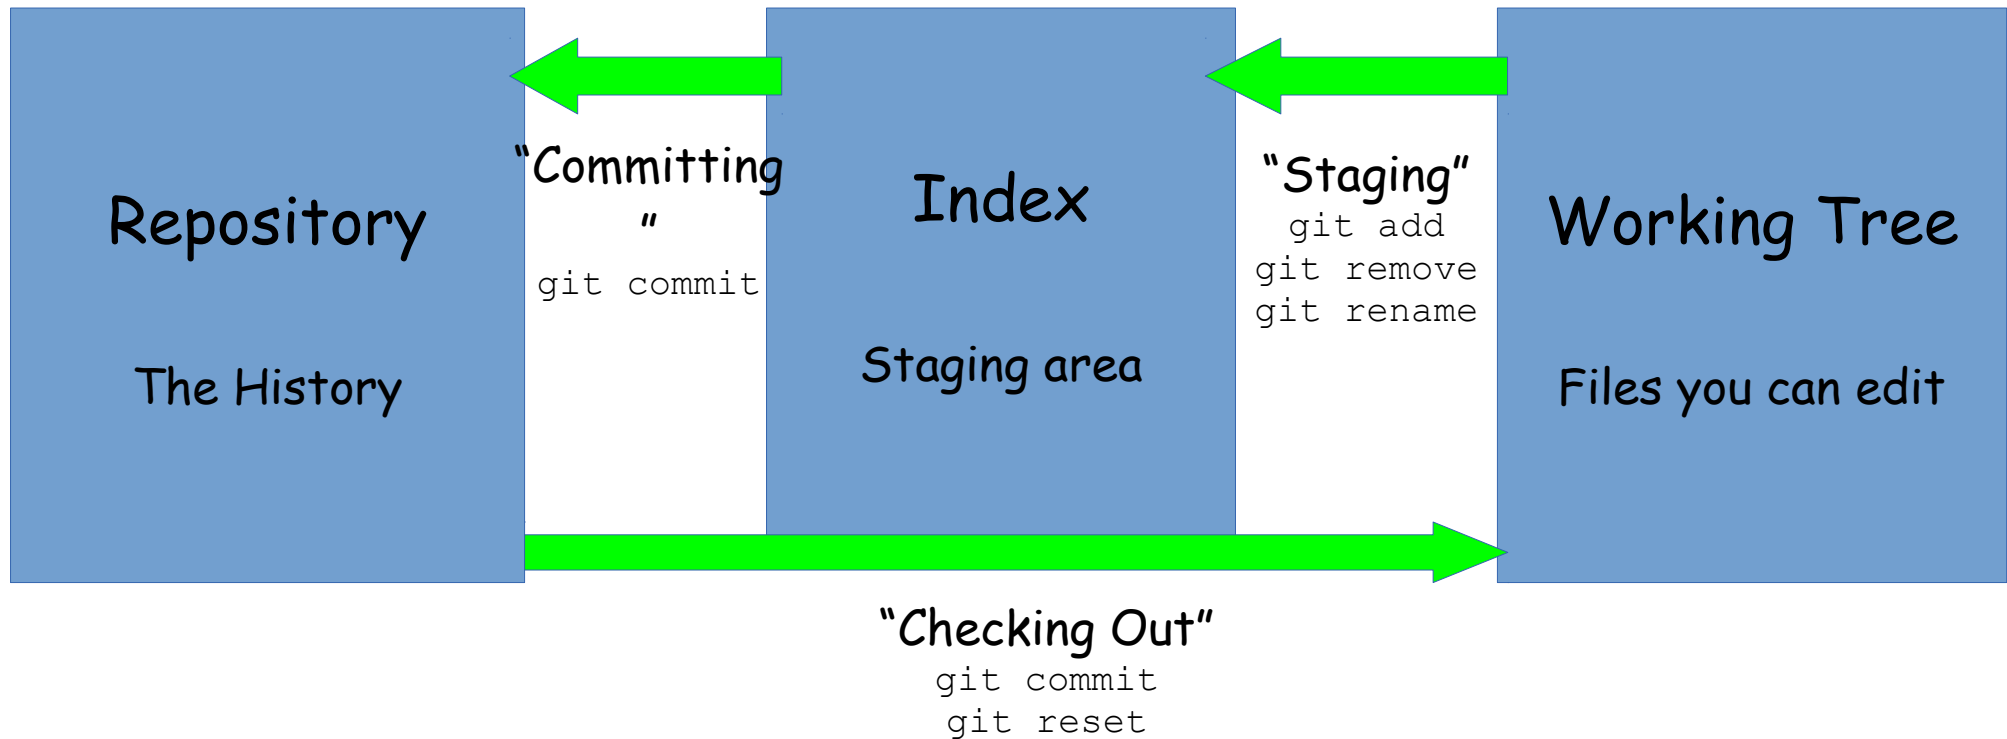 Repository
The History
“Committing
”
git commit
Index
Staging area
“Staging”
git add
git remove
git rename
Working Tree
Files you can edit
“Checking Out”
git commit
git reset